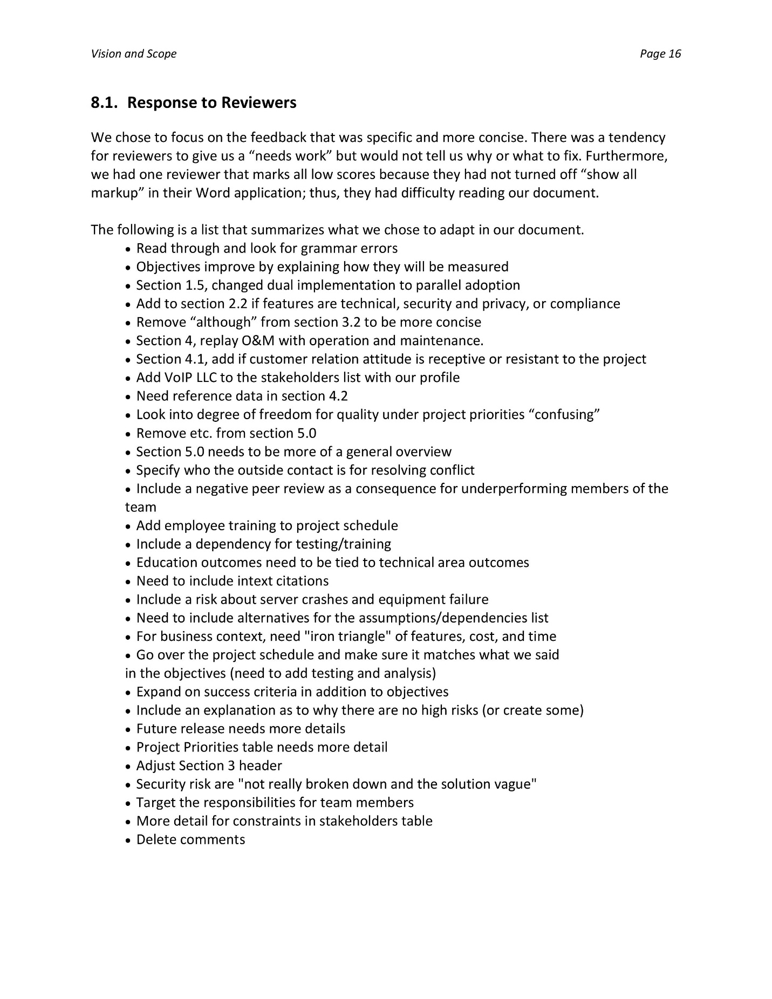 Vision and Scope Page 16
8.1. Response to Reviewers
We chose to focus on the feedback that was specific and more concise. There was a tendency
for reviewers to give us a “needs work” but would not tell us why or what to fix. Furthermore,
we had one reviewer that marks all low scores because they had not turned off “show all
markup” in their Word application; thus, they had difficulty reading our document.
The following is a list that summarizes what we chose to adapt in our document.
• Read through and look for grammar errors
• Objectives improve by explaining how they will be measured
• Section 1.5, changed dual implementation to parallel adoption
• Add to section 2.2 if features are technical, security and privacy, or compliance
• Remove “although” from section 3.2 to be more concise
• Section 4, replay O&M with operation and maintenance.
• Section 4.1, add if customer relation attitude is receptive or resistant to the project
• Add VoIP LLC to the stakeholders list with our profile
• Need reference data in section 4.2
• Look into degree of freedom for quality under project priorities “confusing”
• Remove etc. from section 5.0
• Section 5.0 needs to be more of a general overview
• Specify who the outside contact is for resolving conflict
• Include a negative peer review as a consequence for underperforming members of the
team
• Add employee training to project schedule
• Include a dependency for testing/training
• Education outcomes need to be tied to technical area outcomes
• Need to include intext citations
• Include a risk about server crashes and equipment failure
• Need to include alternatives for the assumptions/dependencies list
• For business context, need "iron triangle" of features, cost, and time
• Go over the project schedule and make sure it matches what we said
in the objectives (need to add testing and analysis)
• Expand on success criteria in addition to objectives
• Include an explanation as to why there are no high risks (or create some)
• Future release needs more details
• Project Priorities table needs more detail
• Adjust Section 3 header
• Security risk are "not really broken down and the solution vague"
• Target the responsibilities for team members
• More detail for constraints in stakeholders table
• Delete comments